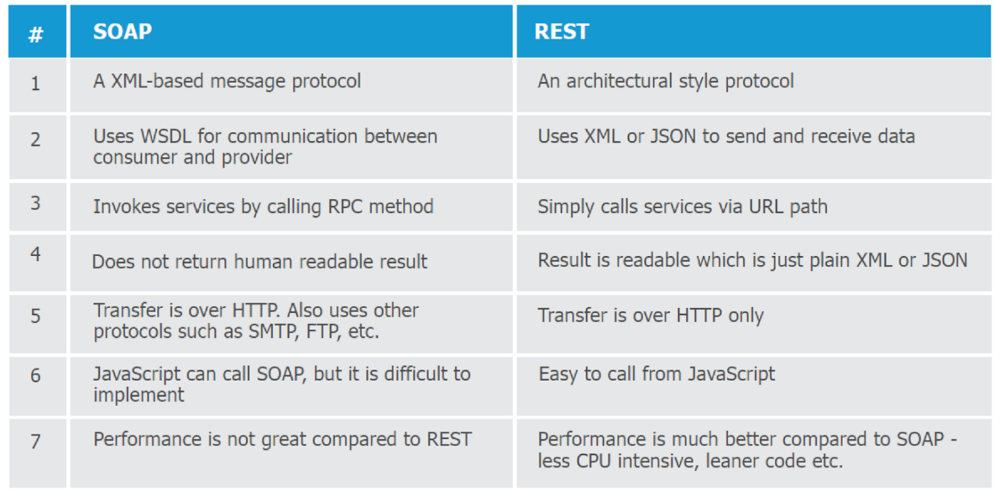 # SOAP REST
1 A XML-based message protocol An architectural style protocol
2 Uses WSDL for communication between Uses XML or JSON to send and receive data
consumer and provider
3 Invokes services by calling RPC method Simply calls services via URL path
4 Does not return human readable result Result is readable which is just plain XML or JSON
5 Transfer is over HTTP. Also uses other Transfer is over HTTP only
protocols such as SMTP, FTP, etc.
6 JavaScript can call SOAP, but it is difficult to Easy to call from JavaScript
implement
7 Performance is not great compared to REST Performance is much better compared to SOAP -
less CPU intensive, leaner code etc.